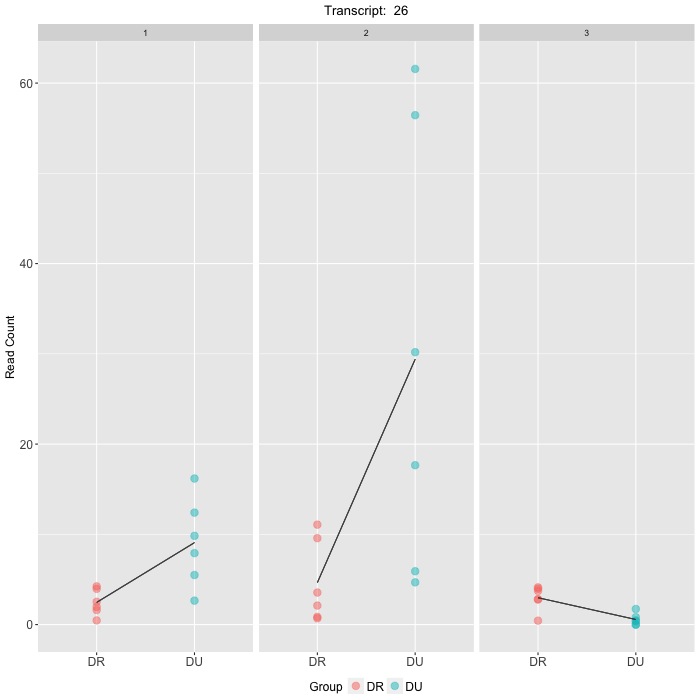 Transcript:  26
1 2 3
60
40
20
0
Read Count
DR DU DR DU DR DU
Group DR DU